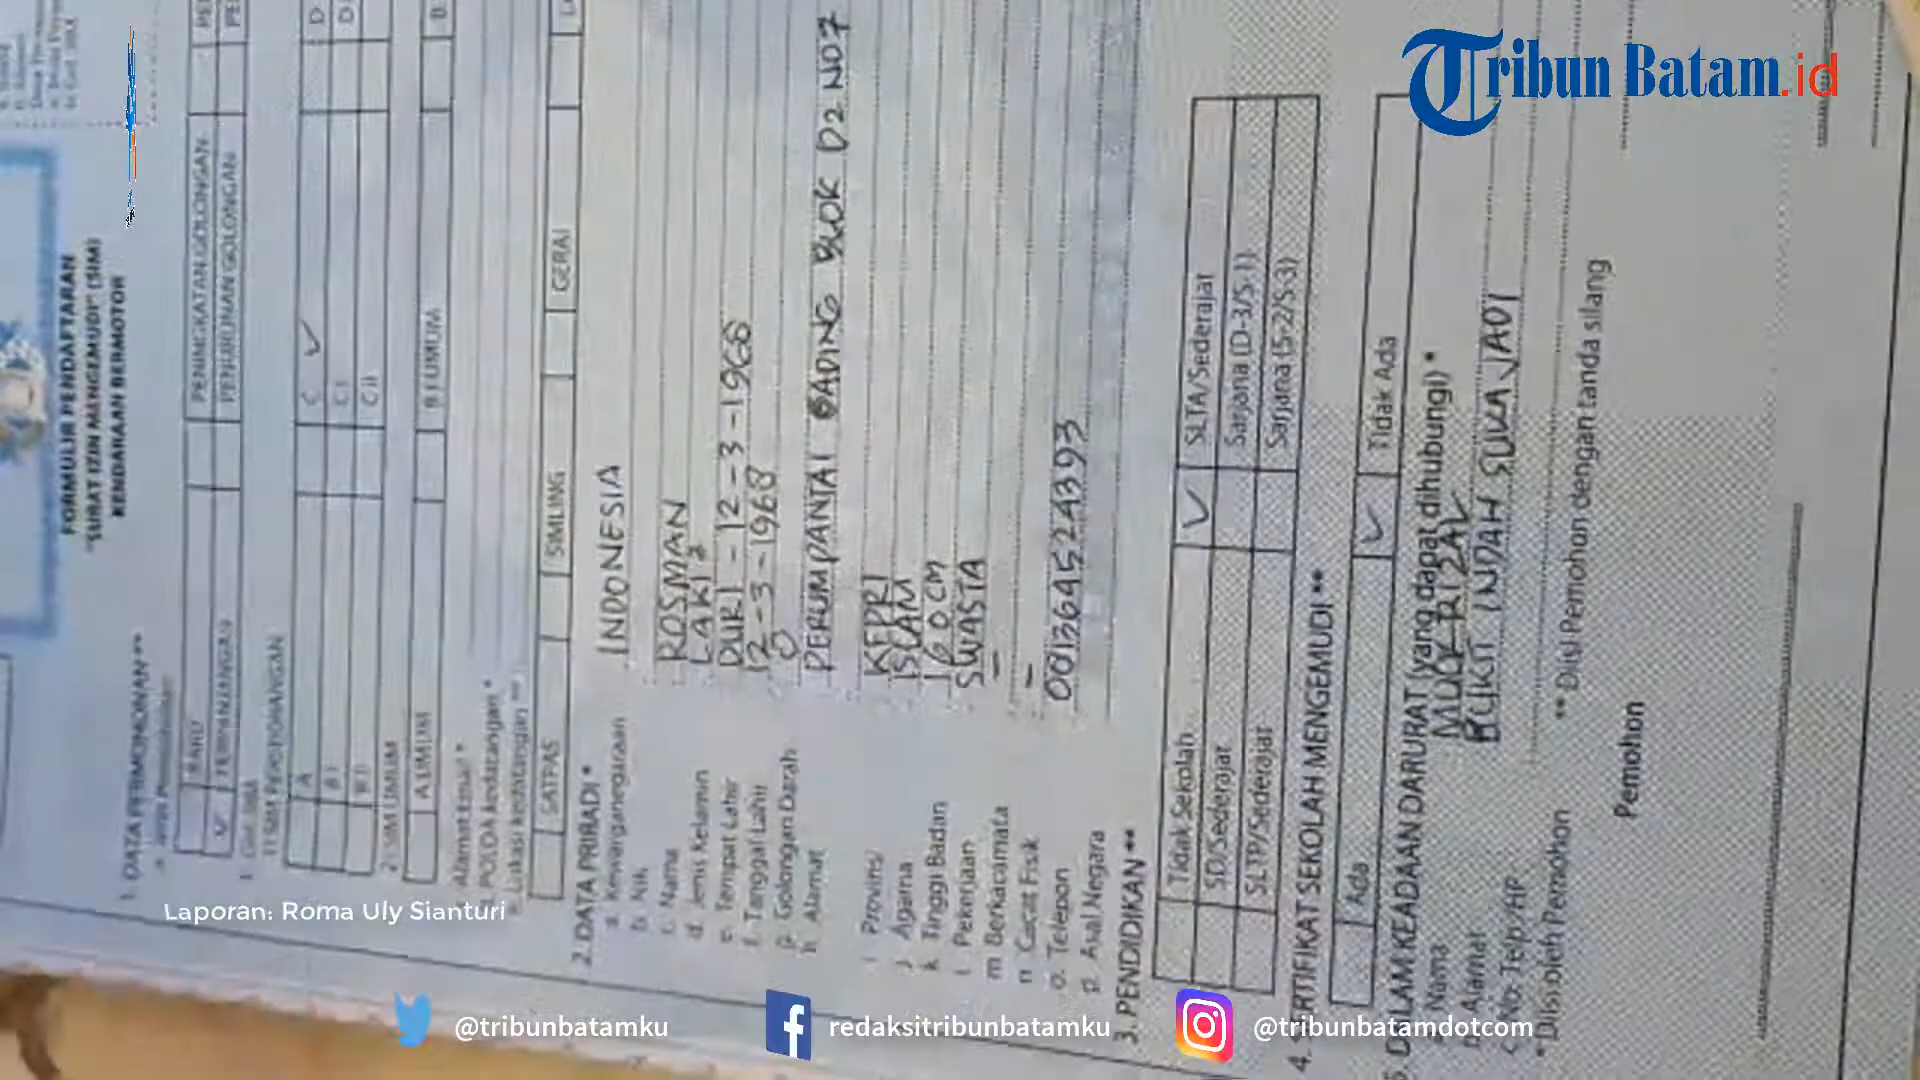 Tribun Batam.id
FORMULIR PENDAFTARAN
"SURAT IZIN MENGEMUDI" (SIM)
KENDARAAN BERMOTOR
1. DATA PERMOHONAN**
BARU
PENINGKATAN GOLONGAN
✓ PERPANJANGAN
PENURUNAN GOLONGAN
1) SIM PERSEORANGAN
A
C ✓
D
B I
C I
B II
C II
2) SIM UMUM
A UMUM
B I UMUM
Alamat Email *
POLDA kedatangan *
Lokasi kedatangan **
SATPAS
SIMLING
GERAI
2. DATA PRIBADI *
a. Kewarganegaraan INDONESIA
b. Nik
c. Nama ROSMAN
d. Jenis Kelamin LAKI2
e. Tempat Lahir DURI - 12 - 3 - 1968
f. Tanggal Lahir 12 - 3 - 1968
g. Golongan Darah O
h. Alamat PERUM PANTAI GADING BLOK D2 NO7
i. Provinsi KEPRI
j. Agama ISLAM
k. Tinggi Badan 160 CM
l. Pekerjaan SWASTA
m Berkacamata -
n Cacat Fisik -
o. Telepon
p. Asal Negara
3. PENDIDIKAN **
Tidak Sekolah
✓ SLTA/Sederajat
SD/Sederajat
Sarjana (D-3/S-1)
SLTP/Sederajat
Sarjana (S-2/S-3)
4. SERTIFIKAT SEKOLAH MENGEMUDI **
Ada
✓ Tidak Ada
5. DALAM KEADAAN DARURAT (yang dapat dihubungi) *
Nama RIZAL
b Alamat BUKIT INDAH SUKAJADI
No. Telp/HP
* Diisi oleh Pemohon
** Diisi Pemohon dengan tanda silang
Pemohon
Laporan: Roma Uly Sianturi
@tribunbatamku
redaksitribunbatamku
@tribunbatamdotcom